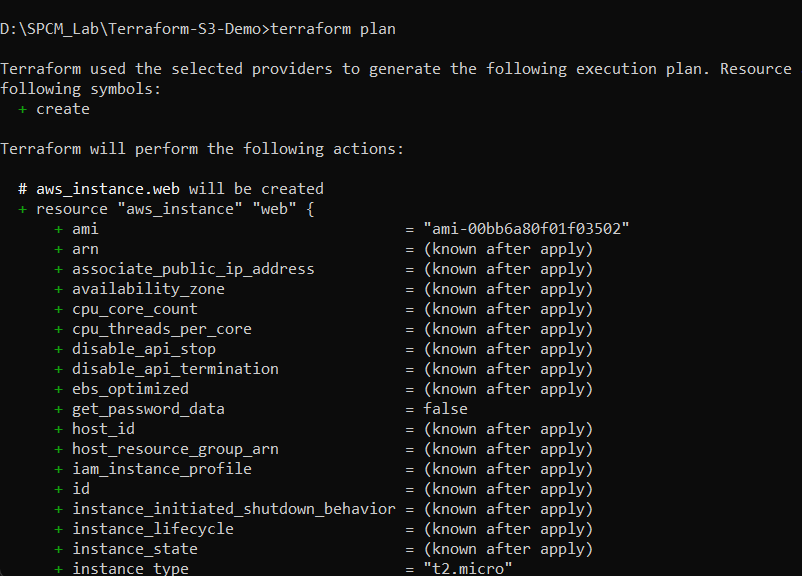 D:\SPCM_Lab\Terraform-S3-Demo>terraform plan
Terraform used the selected providers to generate the following execution plan. Resource
following symbols:
+ create
Terraform will perform the following actions:
# aws_instance.web will be created
+ resource "aws_instance" "web" {
+ ami = "ami-00bb6a80f01f03502"
+ arn = (known after apply)
+ associate_public_ip_address = (known after apply)
+ availability_zone = (known after apply)
+ cpu_core_count = (known after apply)
+ cpu_threads_per_core = (known after apply)
+ disable_api_stop = (known after apply)
+ disable_api_termination = (known after apply)
+ ebs_optimized = (known after apply)
+ get_password_data = false
+ host_id = (known after apply)
+ host_resource_group_arn = (known after apply)
+ iam_instance_profile = (known after apply)
+ id = (known after apply)
+ instance_initiated_shutdown_behavior = (known after apply)
+ instance_lifecycle = (known after apply)
+ instance_state = (known after apply)
+ instance_type = "t2.micro"